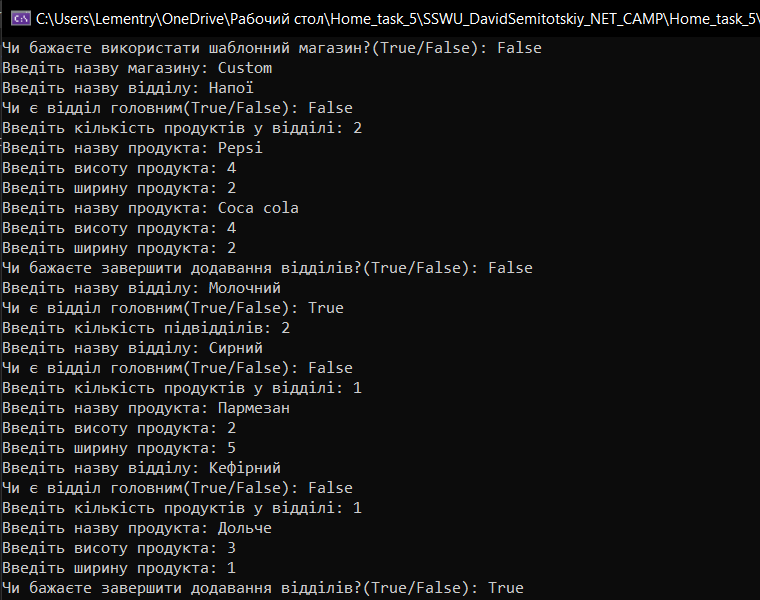 C:\Users\Lementry\OneDrive\Рабочий стол\Home_task_5\SSWU_DavidSemitotskiy_NET_CAMP\Home_task_5\
Чи бажаєте використати шаблонний магазин?(True/False): False
Введіть назву магазину: Custom
Введіть назву відділу: Напої
Чи є відділ головним(True/False): False
Введіть кількість продуктів у відділі: 2
Введіть назву продукта: Pepsi
Введіть висоту продукта: 4
Введіть ширину продукта: 2
Введіть назву продукта: Coca cola
Введіть висоту продукта: 4
Введіть ширину продукта: 2
Чи бажаєте завершити додавання відділів?(True/False): False
Введіть назву відділу: Молочний
Чи є відділ головним(True/False): True
Введіть кількість підвідділів: 2
Введіть назву відділу: Сирний
Чи є відділ головним(True/False): False
Введіть кількість продуктів у відділі: 1
Введіть назву продукта: Пармезан
Введіть висоту продукта: 2
Введіть ширину продукта: 5
Введіть назву відділу: Кефірний
Чи є відділ головним(True/False): False
Введіть кількість продуктів у відділі: 1
Введіть назву продукта: Дольче
Введіть висоту продукта: 3
Введіть ширину продукта: 1
Чи бажаєте завершити додавання відділів?(True/False): True